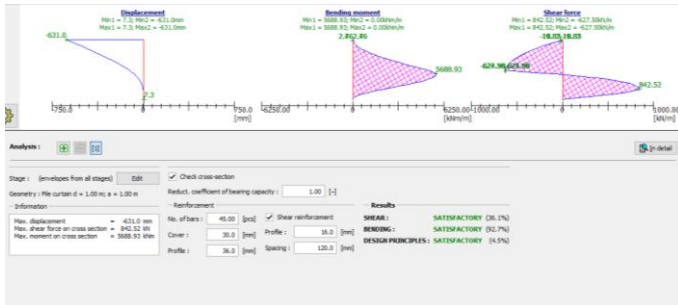 Displacement
Min1 = 7.3; Min2 = -631.0mm
Max1 = 7.3; Max2 = -631.0mm
Bending moment
Min1 = 5688.93; Min2 = 0.00kNm/m
Max1 = 5688.93; Max2 = 0.00kNm/m
Shear force
Min1 = 842.52; Min2 = -627.50kN/m
Max1 = 842.52; Max2 = -627.50kN/m
-631.0
5688.93
842.52
-750.0 0 750.0
[mm]
-6250.00 0 6250.00
[kNm/m]
-1000.00 0 1000.00
[kN/m]
Analysis :
In detail
Stage : (envelopes from all stages) Edit
Geometry : Pile curtain d = 1.00 m; a = 1.00 m
Information
Max. displacement = -631.0 mm
Max. shear force on cross section = 842.52 kN
Max. moment on cross section = 5688.93 kNm
Check cross-section
Reduct. coefficient of bearing capacity : 1.00 [-]
Reinforcement
No. of bars : 45.00 [pcs]
Cover : 30.0 [mm]
Profile : 36.0 [mm]
Shear reinforcement
Profile : 16.0 [mm]
Spacing : 120.0 [mm]
Results
SHEAR : SATISFACTORY (36.1%)
BENDING : SATISFACTORY (92.7%)
DESIGN PRINCIPLES : SATISFACTORY (4.5%)